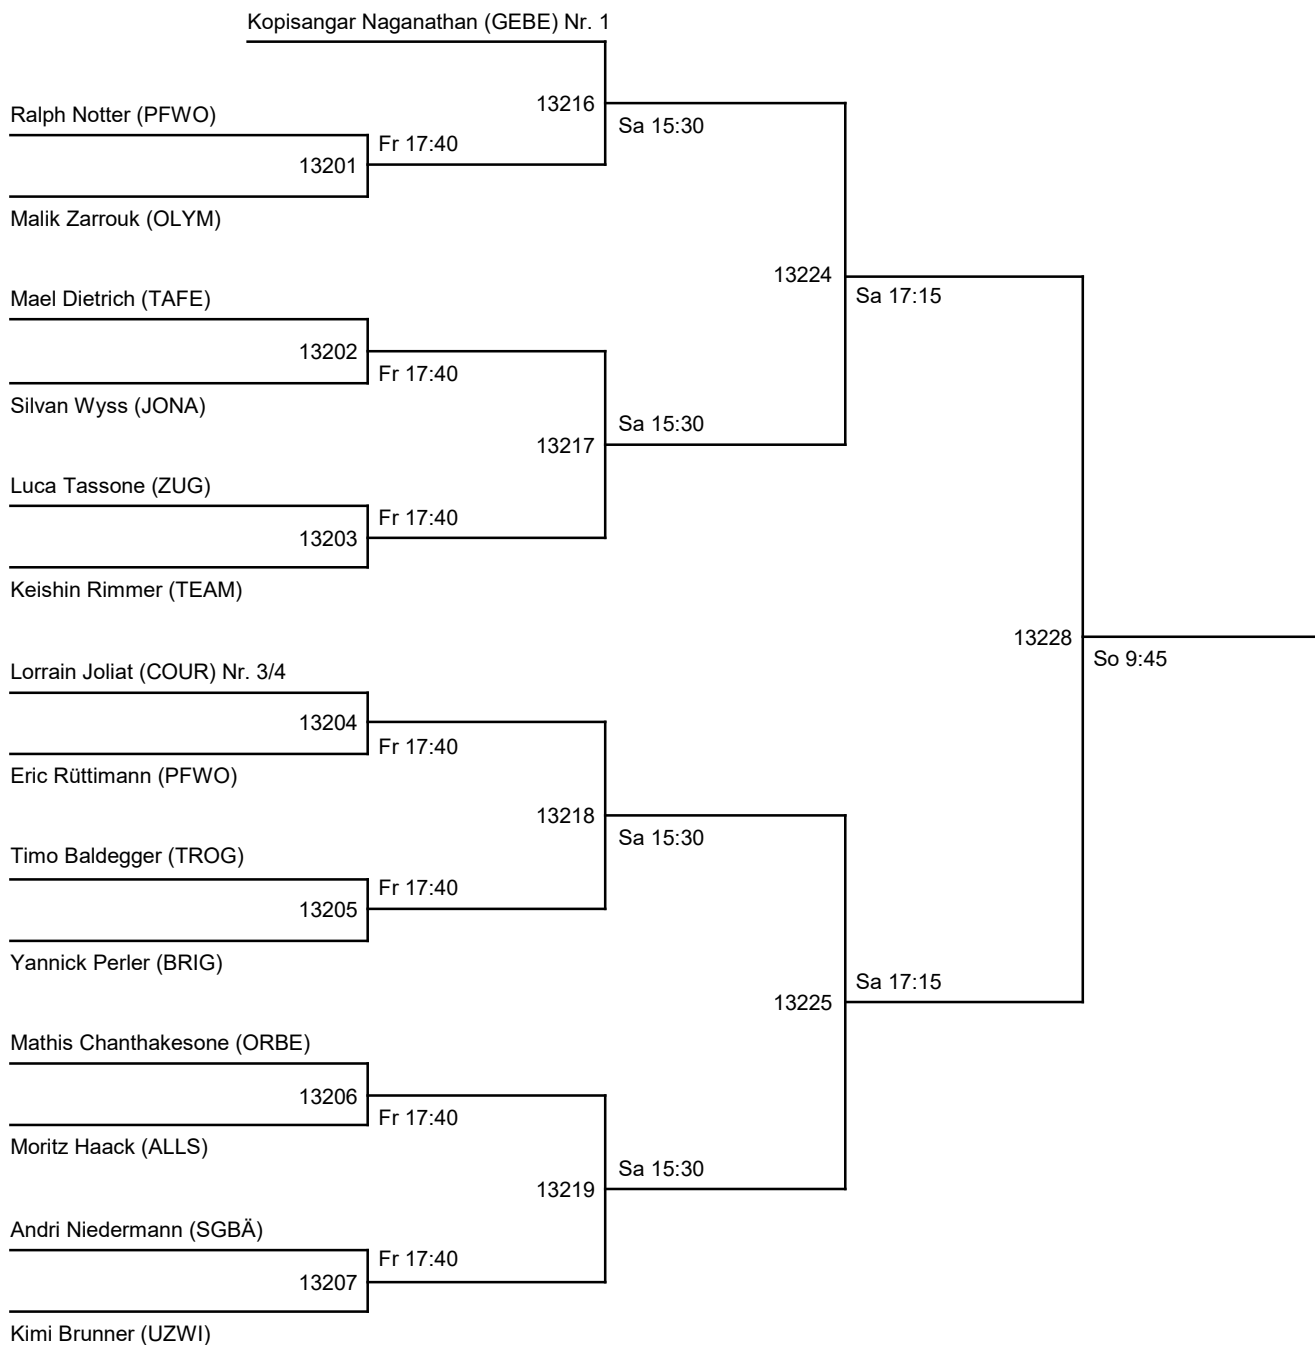 Kopisangar Naganathan (GEBE) Nr. 1
13216
Sa 15:30
Ralph Notter (PFWO)
Fr 17:40
13201
Malik Zarrouk (OLYM)
13224
Sa 17:15
Mael Dietrich (TAFE)
13202
Fr 17:40
Silvan Wyss (JONA)
Sa 15:30
13217
Luca Tassone (ZUG)
Fr 17:40
13203
Keishin Rimmer (TEAM)
13228
So 9:45
Lorrain Joliat (COUR) Nr. 3/4
13204
Fr 17:40
Eric Rüttimann (PFWO)
13218
Sa 15:30
Timo Baldegger (TROG)
Fr 17:40
13205
Yannick Perler (BRIG)
Sa 17:15
13225
Mathis Chanthakesone (ORBE)
13206
Fr 17:40
Moritz Haack (ALLS)
Sa 15:30
13219
Andri Niedermann (SGBÄ)
Fr 17:40
13207
Kimi Brunner (UZWI)